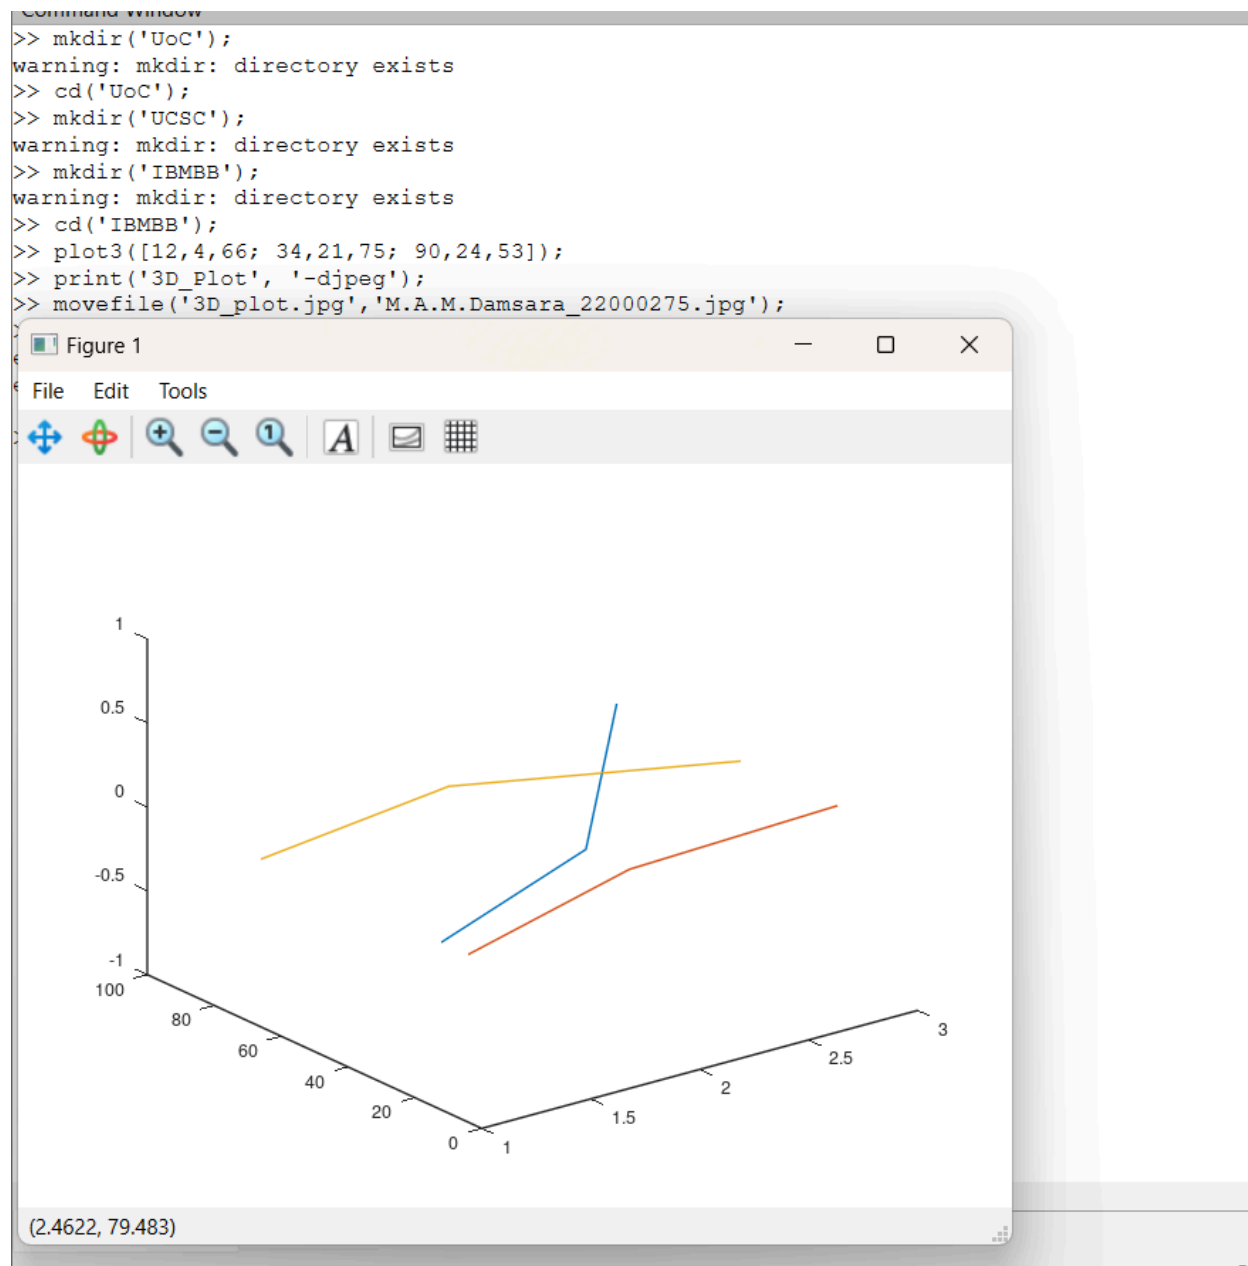 Command Window
>> mkdir('UoC');
warning: mkdir: directory exists
>> cd('UoC');
>> mkdir('UCSC');
warning: mkdir: directory exists
>> mkdir('IBMBB');
warning: mkdir: directory exists
>> cd('IBMBB');
>> plot3([12,4,66; 34,21,75; 90,24,53]);
>> print('3D_Plot', '-djpeg');
>> movefile('3D_plot.jpg','M.A.M.Damsara_22000275.jpg');
Figure 1
File Edit Tools
1
0.5
0
-0.5
-1
100
80
60
40
20
0
1
1.5
2
2.5
3
(2.4622, 79.483)